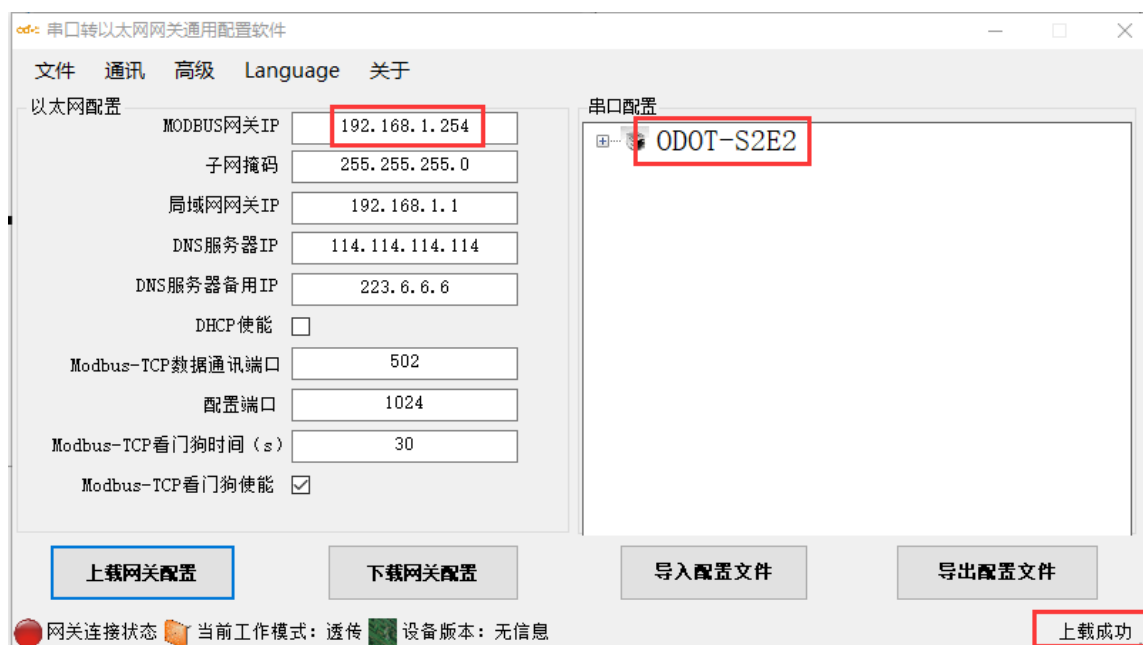 odot 串口转以太网网关通用配置软件
文件 通讯 高级 Language 关于
以太网配置
MODBUS网关IP 192.168.1.254
子网掩码 255.255.255.0
局域网网关IP 192.168.1.1
DNS服务器IP 114.114.114.114
DNS服务器备用IP 223.6.6.6
DHCP使能
Modbus-TCP数据通讯端口 502
配置端口 1024
Modbus-TCP看门狗时间（s） 30
Modbus-TCP看门狗使能
串口配置
ODOT-S2E2
上载网关配置 下载网关配置 导入配置文件 导出配置文件
网关连接状态 当前工作模式：透传 设备版本：无信息 上载成功